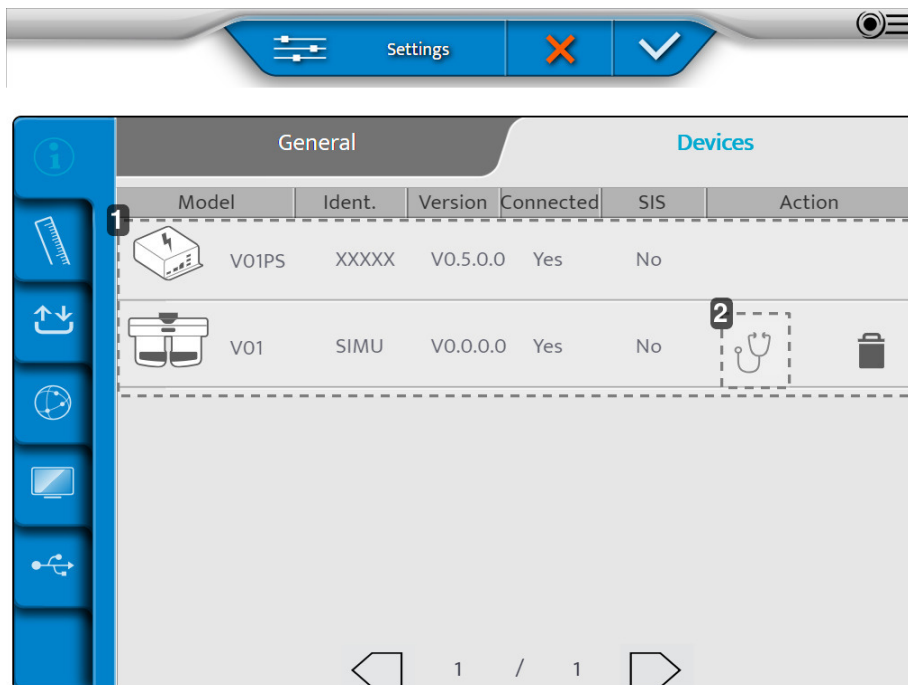 Settings
General Devices
Model Ident. Version Connected SIS Action
1
V01PS XXXXX V0.5.0.0 Yes No
2
V01 SIMU V0.0.0.0 Yes No
1 / 1